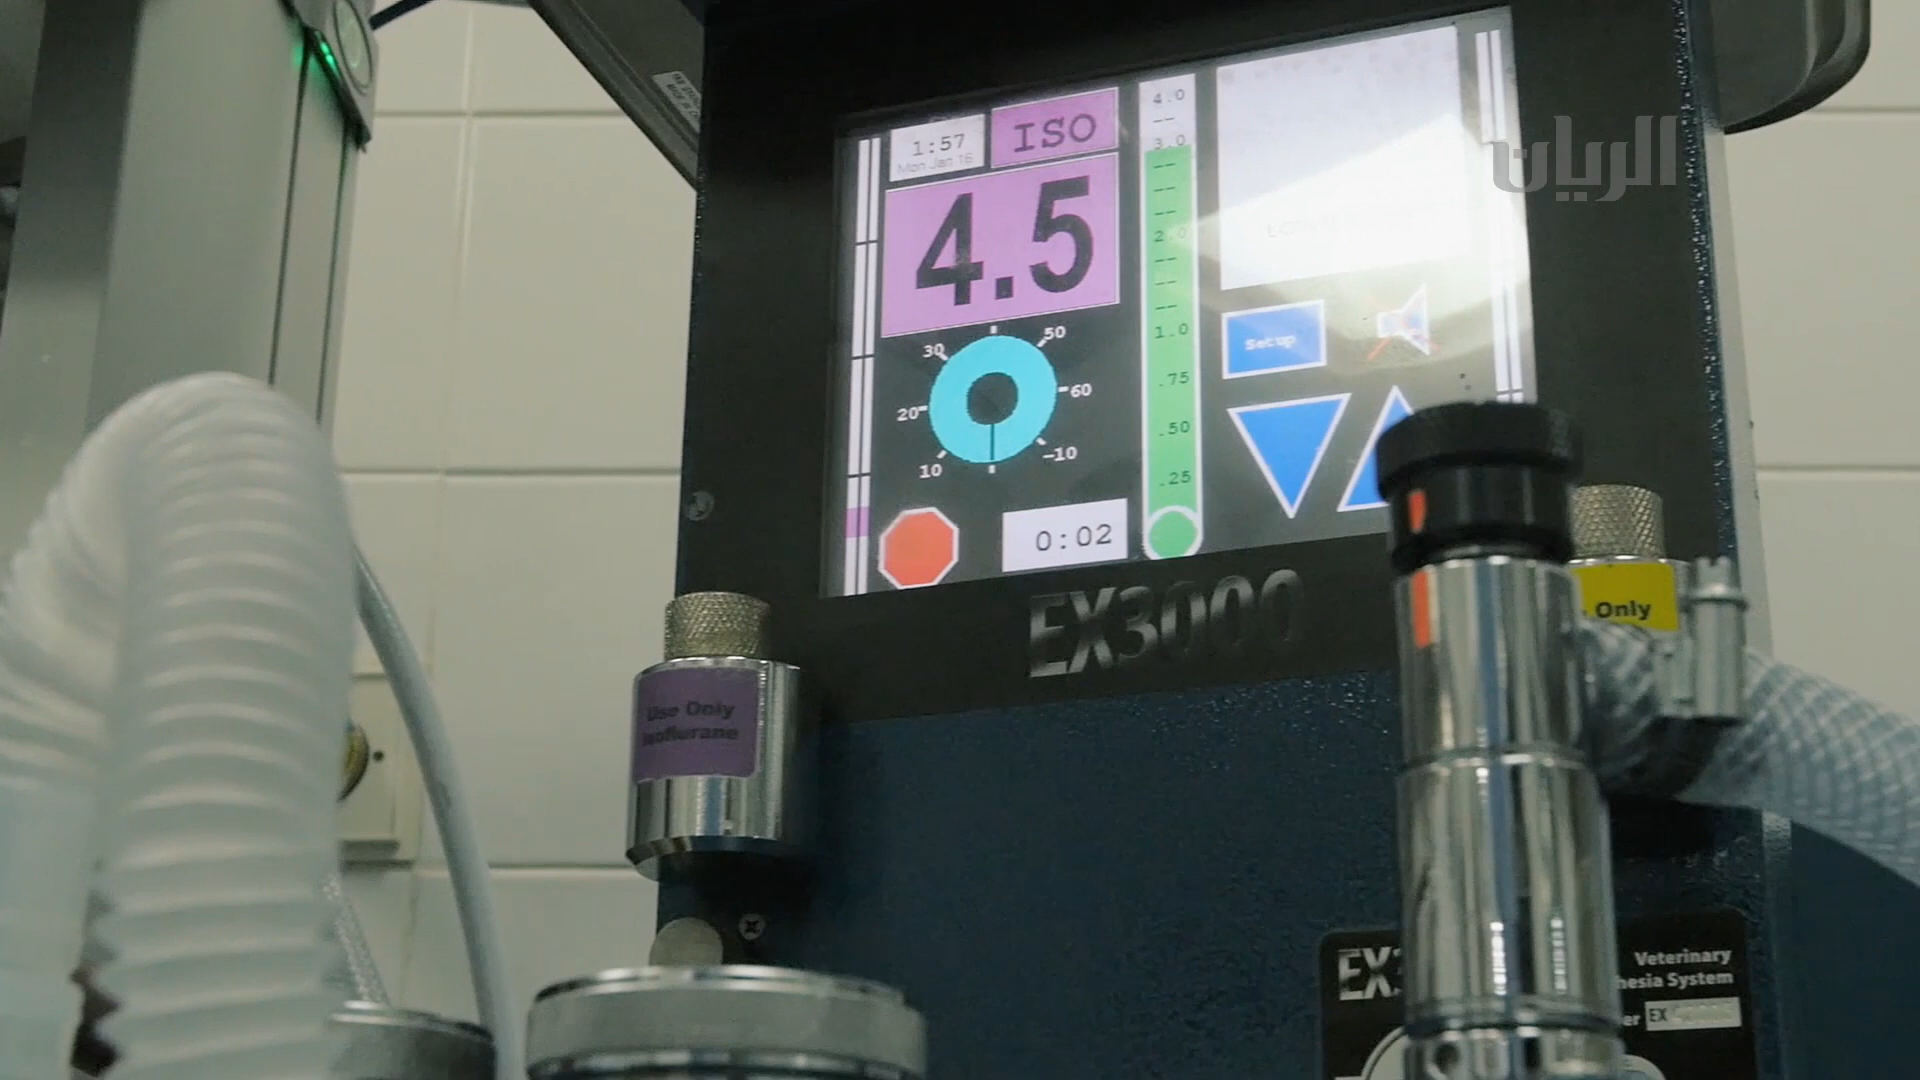 1:57
Mon Jan 16
ISO
4.5
4.0
3.0
2.0
1.0
.75
.50
.25
الريان
Setup
30
50
20
60
10
-10
0:02
EX3000
Only
Use Only
Isoflurane
Veterinary
System
EX